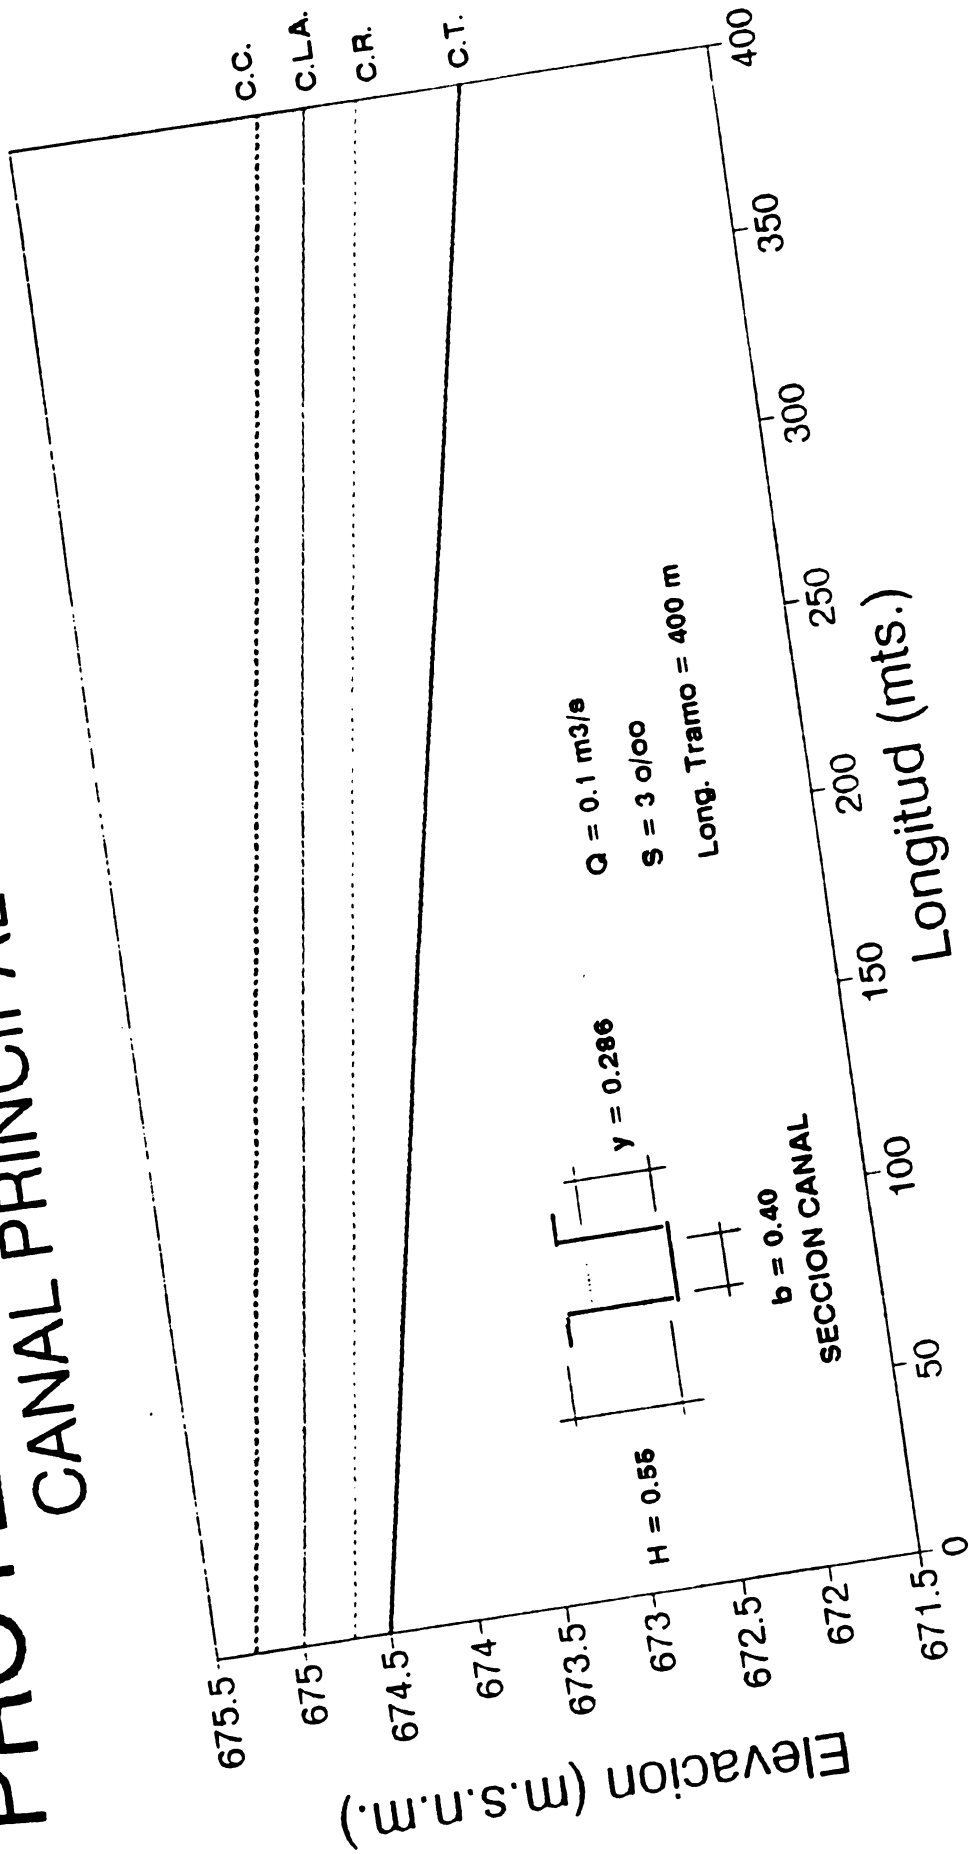 CANAL PRINCIPAL
Elevacion (m.s.n.m.)
675.5
675
674.5
674
673.5
673
672.5
672
671.5
C.C.
C.L.A.
C.R.
C.T.
H = 0.55
y = 0.286
b = 0.40
SECCION CANAL
Q = 0.1 m3/s
S = 3 o/oo
Long. Tramo = 400 m
0
50
100
150
200
250
300
350
400
Longitud (mts.)